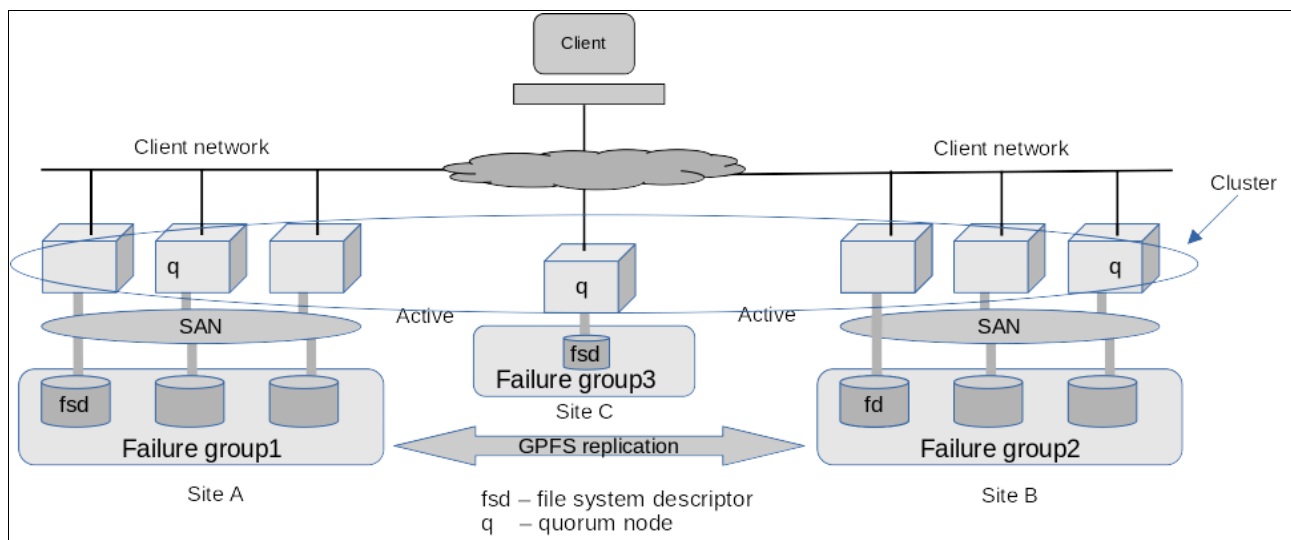 Client
Client network
Client network
Cluster
q
q
q
Active
Active
SAN
SAN
fsd
fsd
fd
Failure group3
Site C
Failure group1
GPFS replication
Failure group2
Site A
Site B
fsd – file system descriptor
q – quorum node